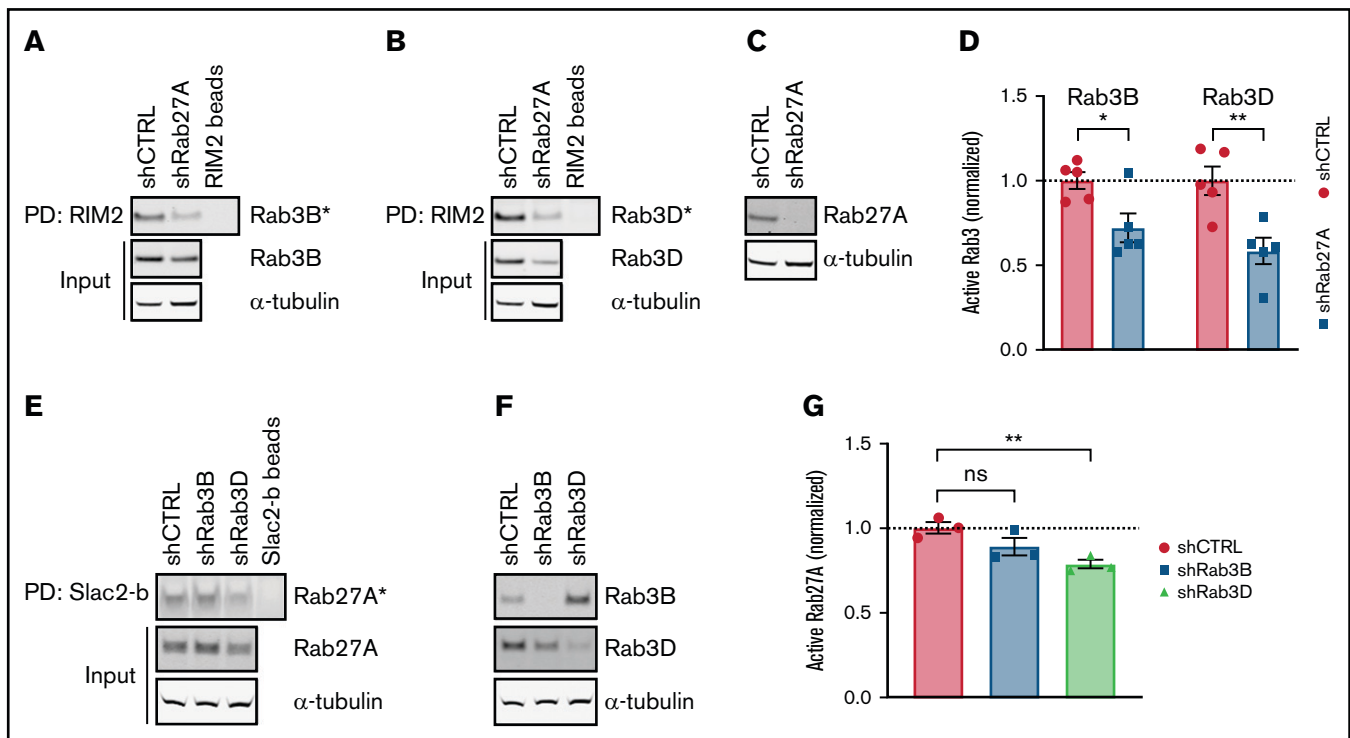 A
shCTRL
shRab27A
RIM2 beads
PD: RIM2
Rab3B*
Input
Rab3B
α-tubulin
B
shCTRL
shRab27A
RIM2 beads
PD: RIM2
Rab3D*
Input
Rab3D
α-tubulin
C
shCTRL
shRab27A
Rab27A
α-tubulin
D
Active Rab3 (normalized)
1.5
1.0
0.5
0.0
Rab3B
*
Rab3D
**
shCTRL
shRab27A
E
shCTRL
shRab3B
shRab3D
Slac2-b beads
PD: Slac2-b
Rab27A*
Input
Rab27A
α-tubulin
F
shCTRL
shRab3B
shRab3D
Rab3B
Rab3D
α-tubulin
G
Active Rab27A (normalized)
1.5
1.0
0.5
0.0
**
ns
shCTRL
shRab3B
shRab3D